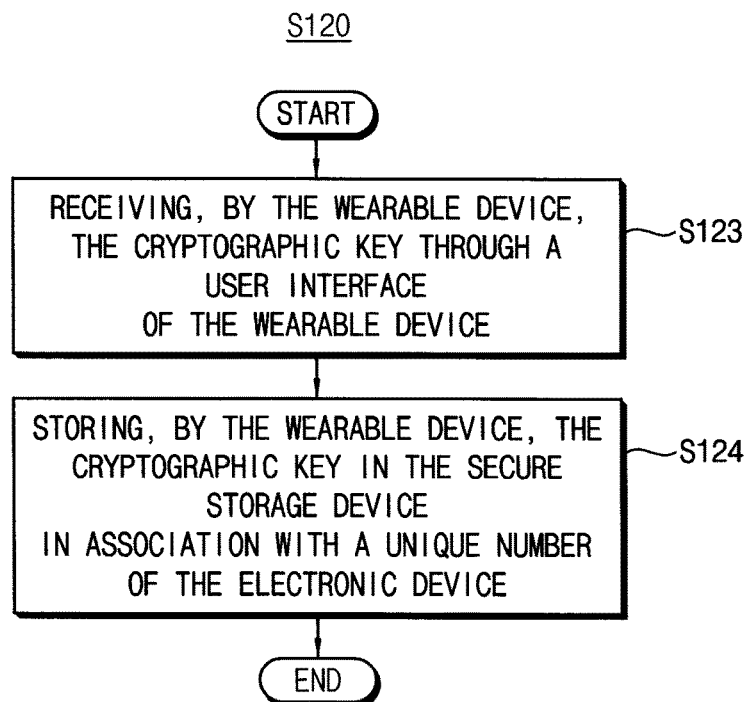 S120
START
RECEIVING, BY THE WEARABLE DEVICE,
THE CRYPTOGRAPHIC KEY THROUGH A
USER INTERFACE
OF THE WEARABLE DEVICE
S123
STORING, BY THE WEARABLE DEVICE, THE
CRYPTOGRAPHIC KEY IN THE SECURE
STORAGE DEVICE
IN ASSOCIATION WITH A UNIQUE NUMBER
OF THE ELECTRONIC DEVICE
S124
END